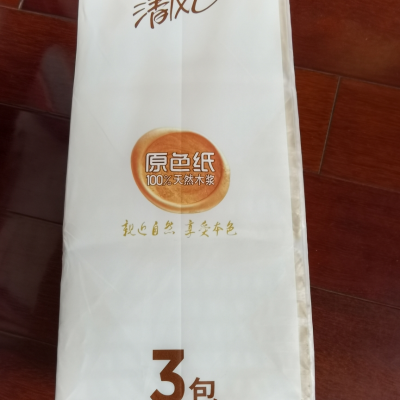 清风
原色纸
100%天然木浆
亲近自然 享受本色
3包